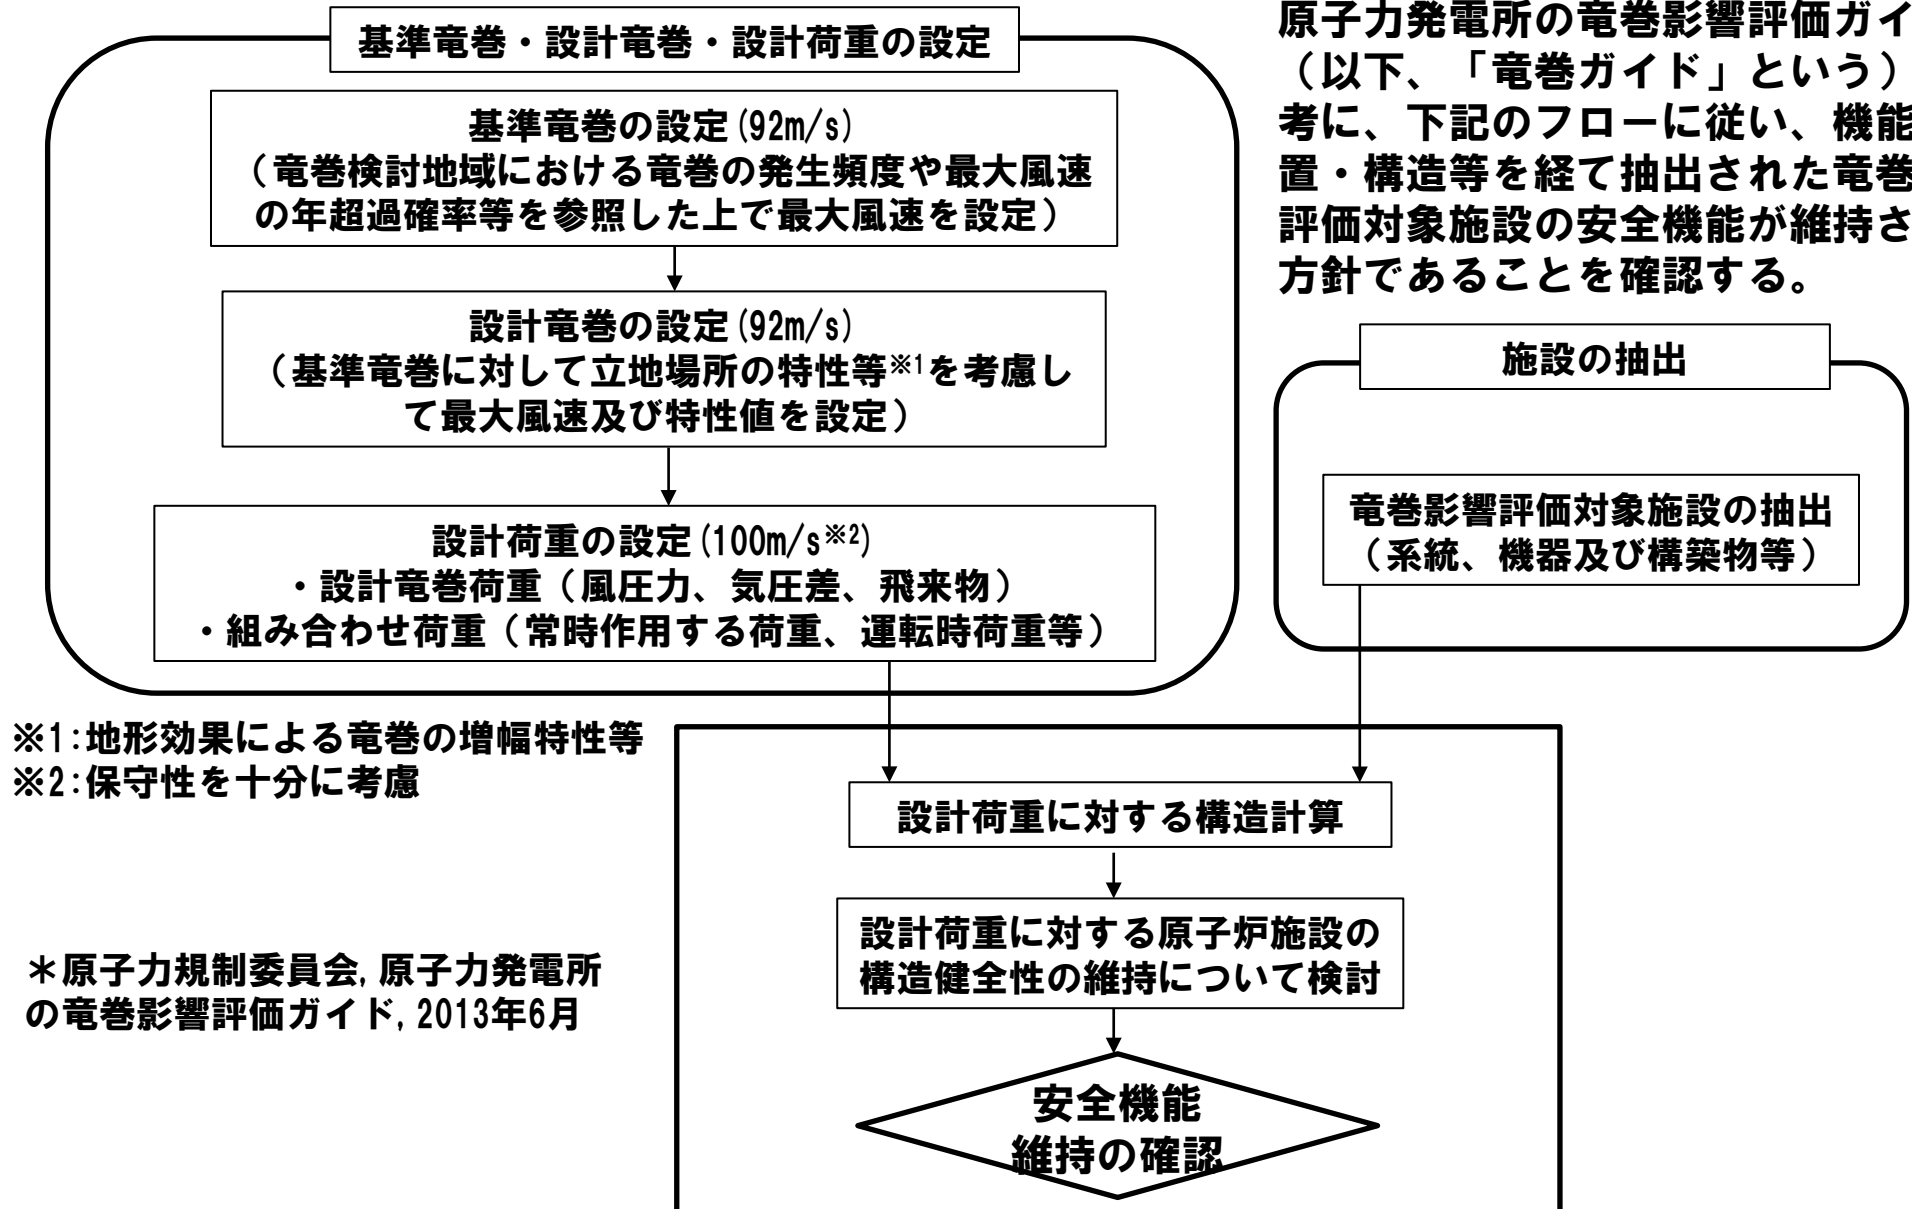 基準竜巻・設計竜巻・設計荷重の設定
基準竜巻の設定(92m/s)
（竜巻検討地域における竜巻の発生頻度や最大風速
の年超過確率等を参照した上で最大風速を設定）
設計竜巻の設定(92m/s)
（基準竜巻に対して立地場所の特性等※1を考慮し
て最大風速及び特性値を設定）
設計荷重の設定(100m/s※2)
・設計竜巻荷重（風圧力、気圧差、飛来物）
・組み合わせ荷重（常時作用する荷重、運転時荷重等）
※1:地形効果による竜巻の増幅特性等
※2:保守性を十分に考慮
原子力発電所の竜巻影響評価ガイ
（以下、「竜巻ガイド」という）
考に、下記のフローに従い、機能
置・構造等を経て抽出された竜巻
評価対象施設の安全機能が維持さ
方針であることを確認する。
施設の抽出
竜巻影響評価対象施設の抽出
（系統、機器及び構築物等）
設計荷重に対する構造計算
設計荷重に対する原子炉施設の
構造健全性の維持について検討
安全機能
維持の確認
＊原子力規制委員会,原子力発電所
の竜巻影響評価ガイド,2013年6月